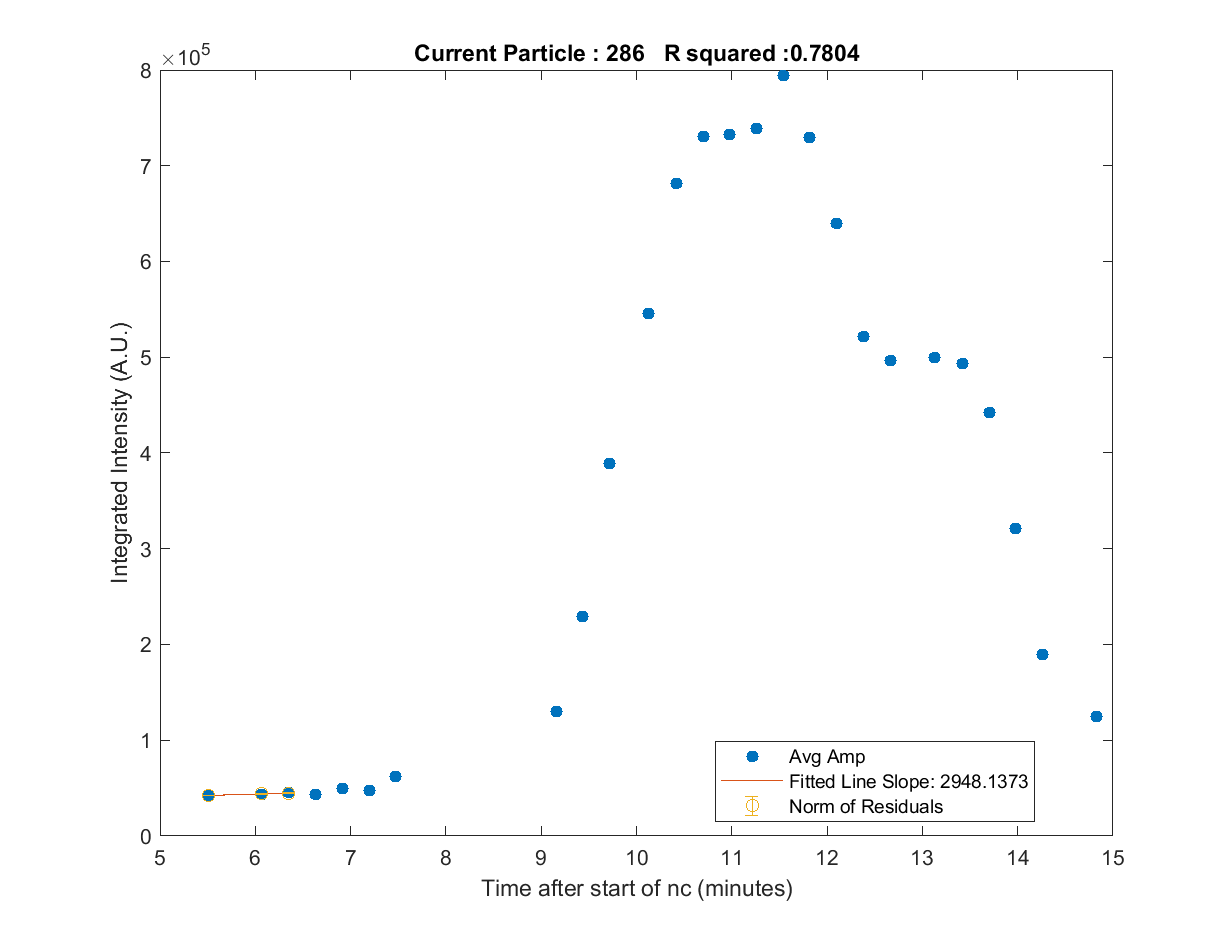 Current Particle : 286 R squared :0.7804
×10⁵
8
7
6
5
4
3
2
1
0
Integrated Intensity (A.U.)
Avg Amp
Fitted Line Slope: 2948.1373
Norm of Residuals
5 6 7 8 9 10 11 12 13 14 15
Time after start of nc (minutes)